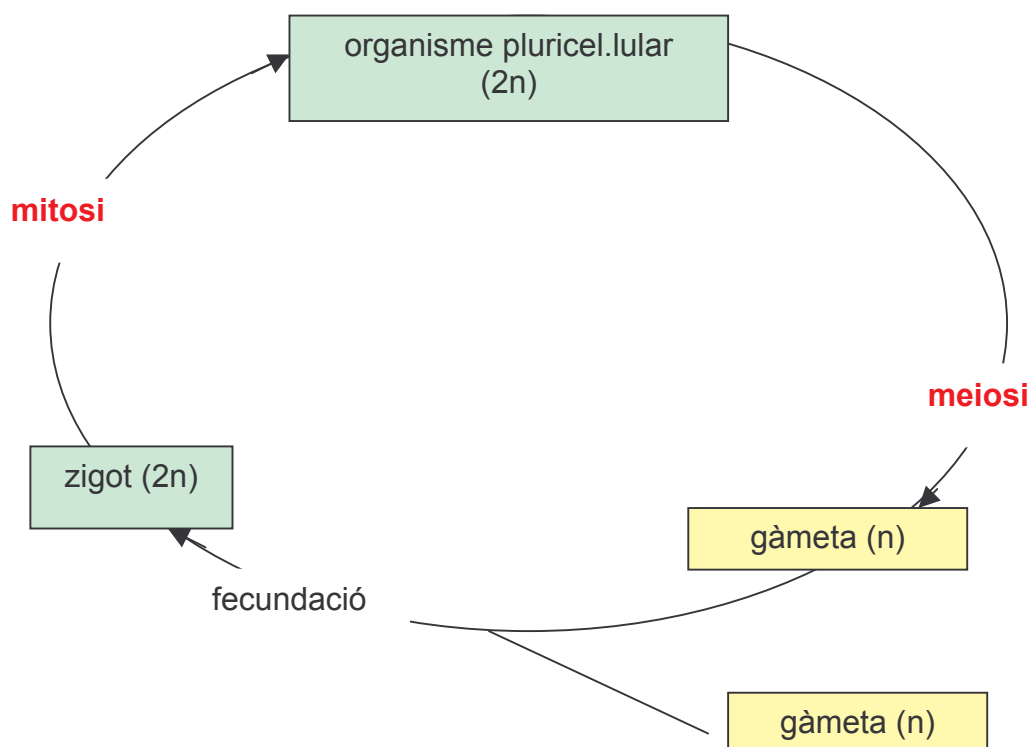 organisme pluricel.lular
(2n)
mitosi
meiosi
zigot (2n)
gàmeta (n)
fecundació
gàmeta (n)